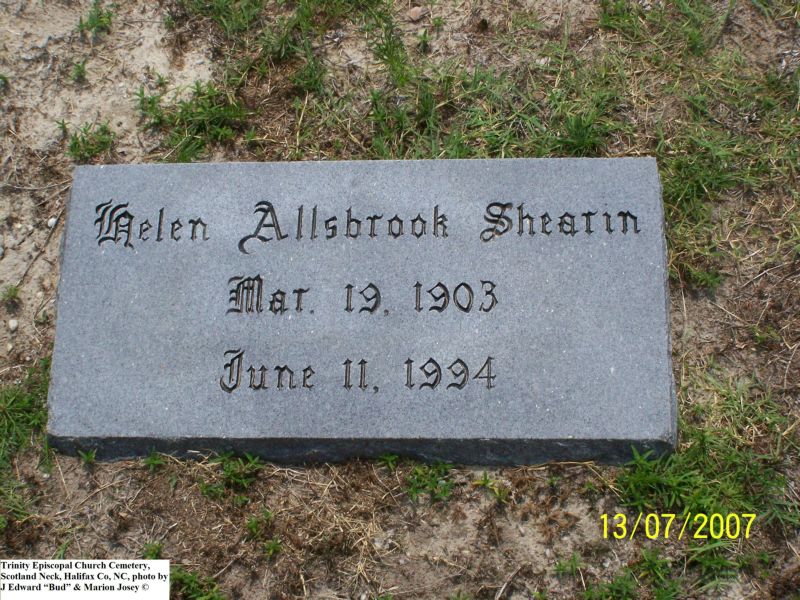 Helen Allsbrook Shearin
Mar. 19, 1903
June 11, 1994
13/07/2007
Trinity Episcopal Church Cemetery,
Scotland Neck, Halifax Co, NC, photo by
J Edward “Bud” & Marion Josey ©